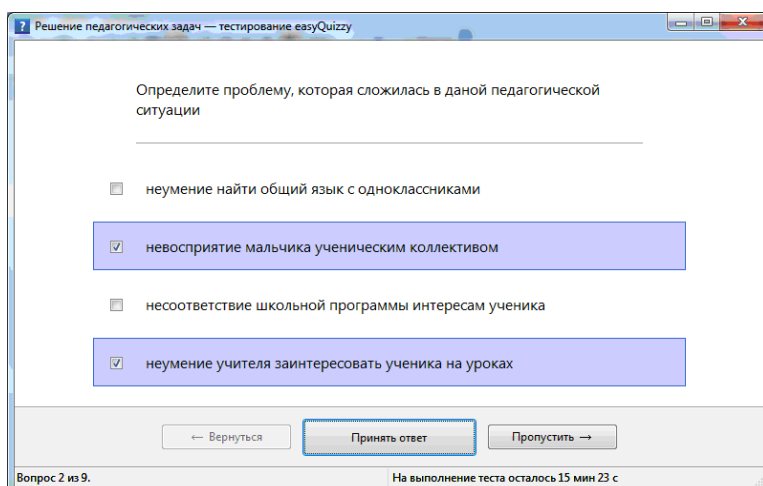 Решение педагогических задач — тестирование easyQuizzy
Определите проблему, которая сложилась в даной педагогической
ситуации
неумение найти общий язык с одноклассниками
невосприятие мальчика ученическим коллективом
несоответствие школьной программы интересам ученика
неумение учителя заинтересовать ученика на уроках
← Вернуться
Принять ответ
Пропустить →
Вопрос 2 из 9.
На выполнение теста осталось 15 мин 23 с